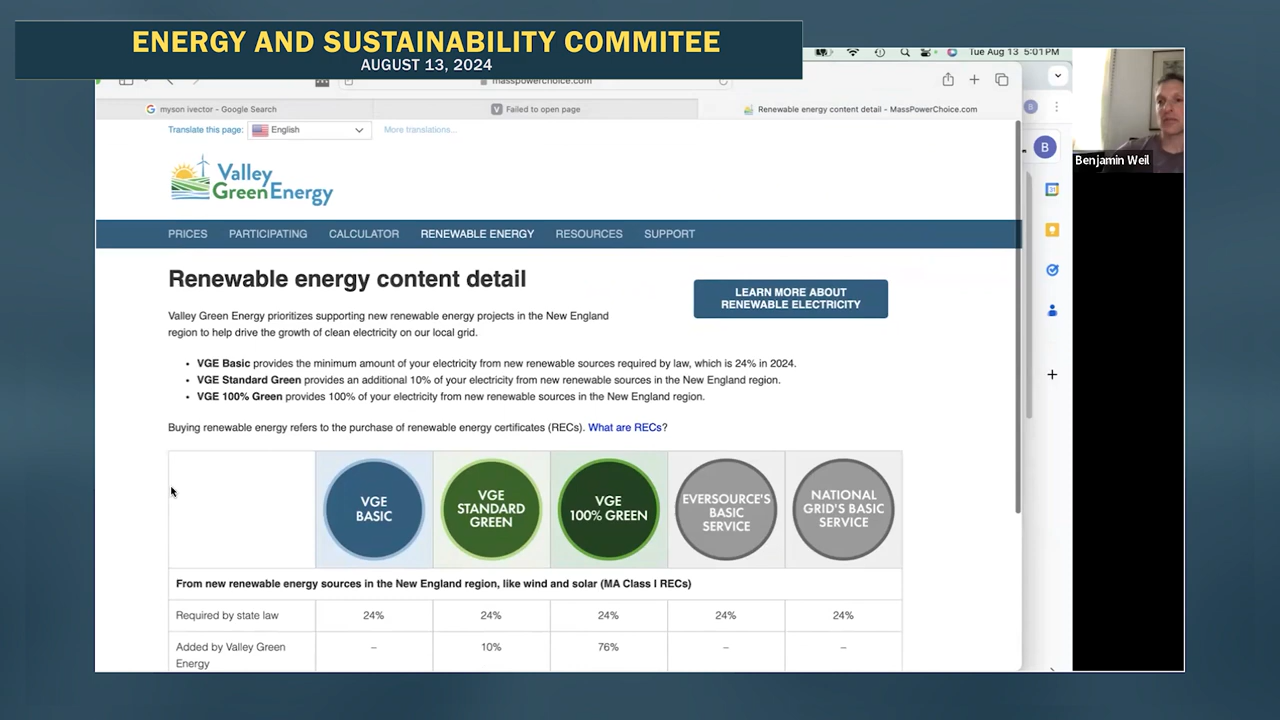 ENERGY AND SUSTAINABILITY COMMITEE
AUGUST 13, 2024
Tue Aug 13 5:01PM
masspowerchoice.com
myson ivector - Google Search
Failed to open page
Renewable energy content detail - MassPowerChoice.com
B
Translate this page: English More translations...
Valley
GreenEnergy
Benjamin Weil
PRICES PARTICIPATING CALCULATOR RENEWABLE ENERGY RESOURCES SUPPORT
Renewable energy content detail
LEARN MORE ABOUT
RENEWABLE ELECTRICITY
Valley Green Energy prioritizes supporting new renewable energy projects in the New England
region to help drive the growth of clean electricity on our local grid.
• VGE Basic provides the minimum amount of your electricity from new renewable sources required by law, which is 24% in 2024.
• VGE Standard Green provides an additional 10% of your electricity from new renewable sources in the New England region.
• VGE 100% Green provides 100% of your electricity from new renewable sources in the New England region.
Buying renewable energy refers to the purchase of renewable energy certificates (RECs). What are RECs?
VGE
BASIC
VGE
STANDARD
GREEN
VGE
100% GREEN
EVERSOURCE'S
BASIC
SERVICE
NATIONAL
GRID'S BASIC
SERVICE
From new renewable energy sources in the New England region, like wind and solar (MA Class I RECs)
Required by state law 24% 24% 24% 24% 24%
Added by Valley Green
Energy – 10% 76% – –